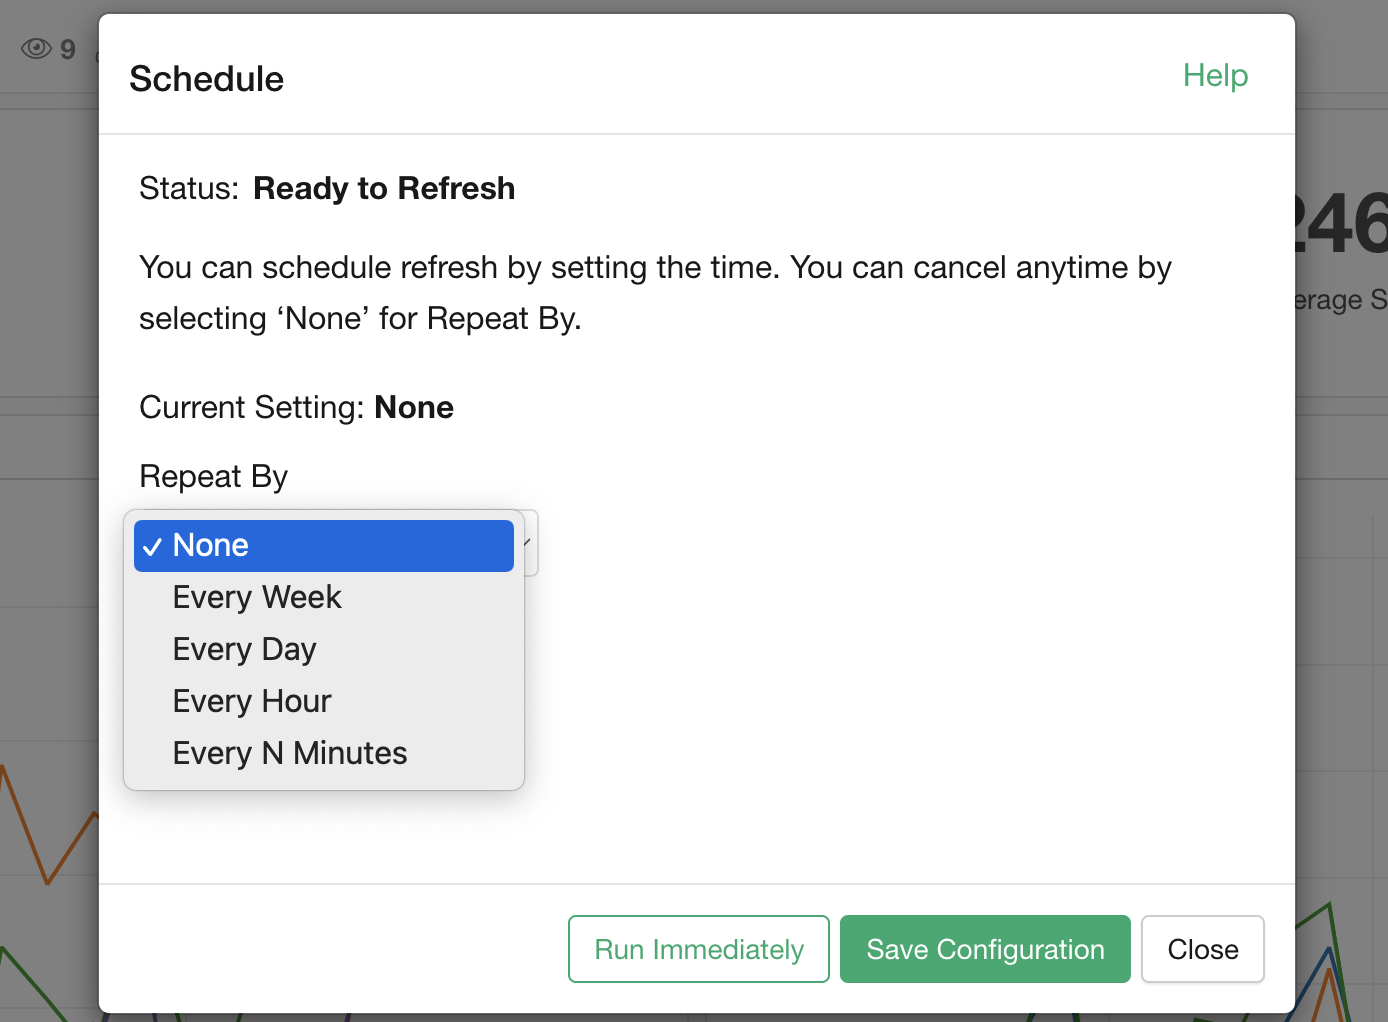 9
Schedule
Help
Status: Ready to Refresh
You can schedule refresh by setting the time. You can cancel anytime by
selecting ‘None’ for Repeat By.
Current Setting: None
Repeat By
✓ None
Every Week
Every Day
Every Hour
Every N Minutes
Run Immediately
Save Configuration
Close
246
erage S